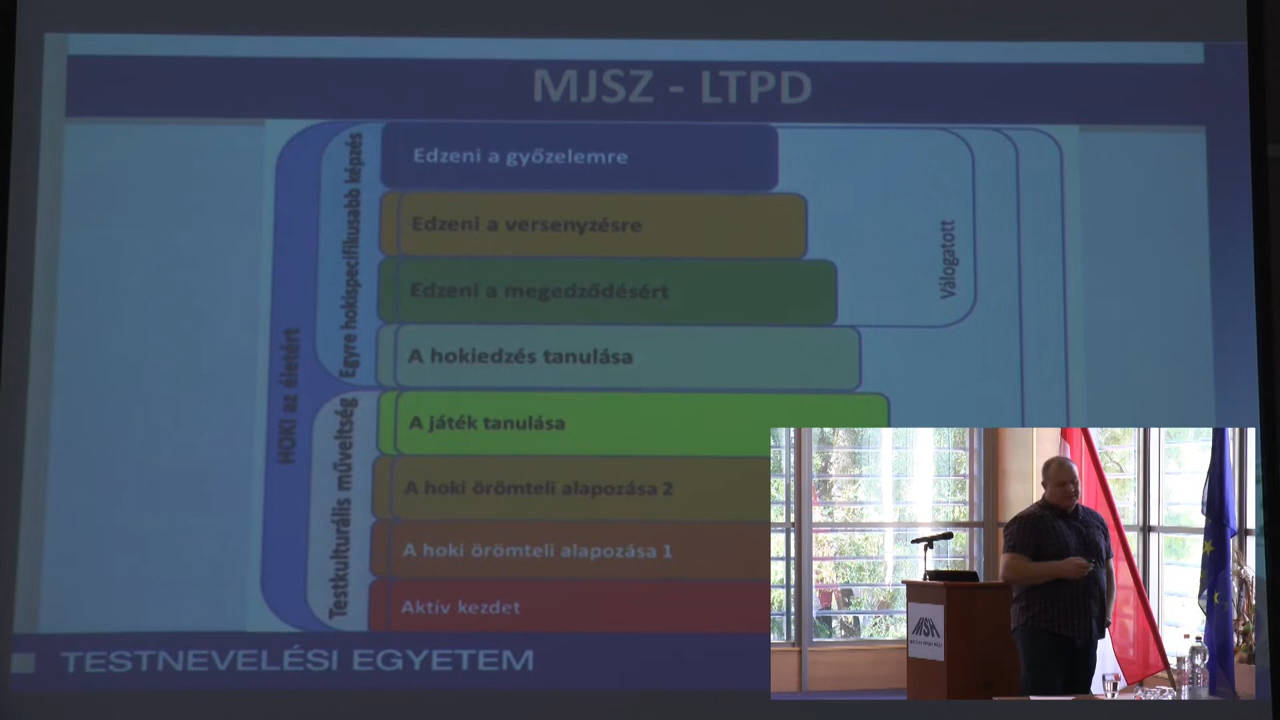 MJSZ - LTPD
HOKI az életért
Egyre hokispecifikusabb képzés
Testkulturális műveltség
Edzeni a győzelemre
Edzeni a versenyzésre
Edzeni a megedződésért
A hokiedzés tanulása
A játék tanulása
A hoki örömteli alapozása 2
A hoki örömteli alapozása 1
Aktív kezdet
Válogatott
TESTNEVELÉSI EGYETEM
MSH